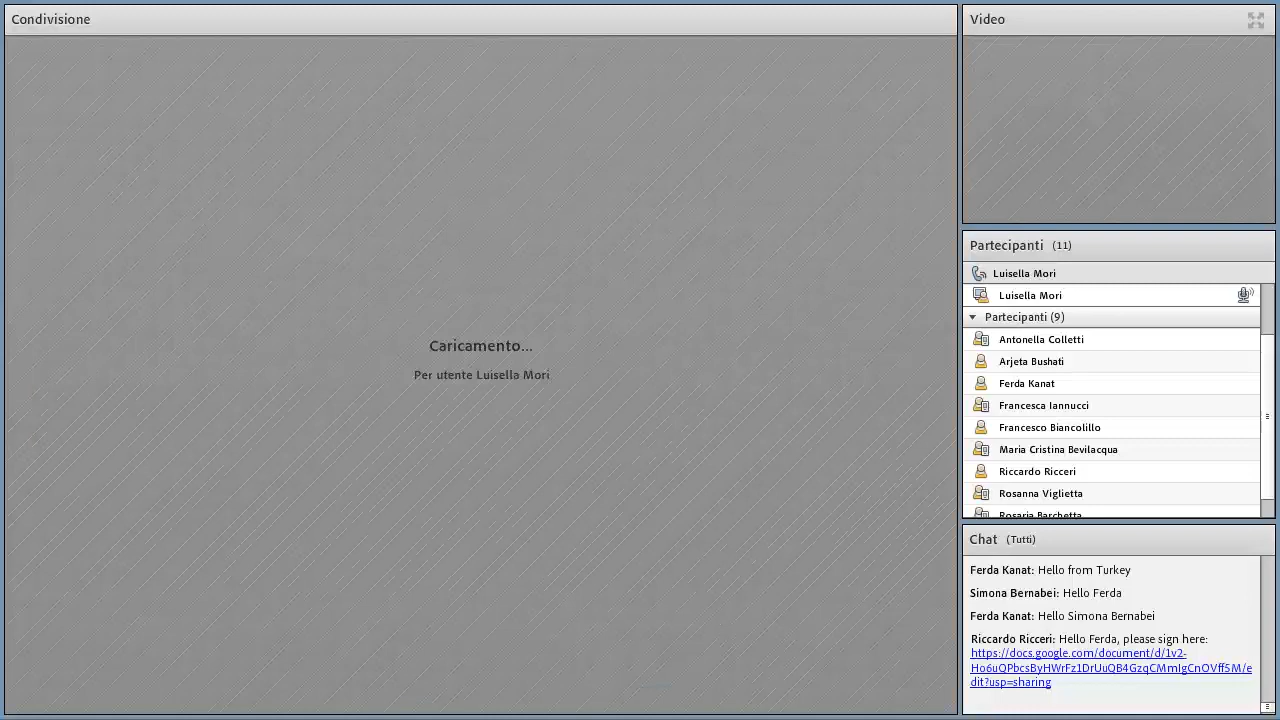 Condivisione
Caricamento...
Per utente Luisella Mori
Video
Partecipanti (11)
Luisella Mori
Luisella Mori
Partecipanti (9)
Antonella Colletti
Arjeta Bushati
Ferda Kanat
Francesca Iannucci
Francesco Biancolillo
Maria Cristina Bevilacqua
Riccardo Ricceri
Rosanna Viglietta
Rosaria Barchetta
Chat (Tutti)
Ferda Kanat: Hello from Turkey
Simona Bernabei: Hello Ferda
Ferda Kanat: Hello Simona Bernabei
Riccardo Ricceri: Hello Ferda, please sign here:
https://docs.google.com/document/d/1v2-
Ho6uQPbcsByHWrFz1DrUuQB4GzqCMmIgCnOVff5M/e
dit?usp=sharing